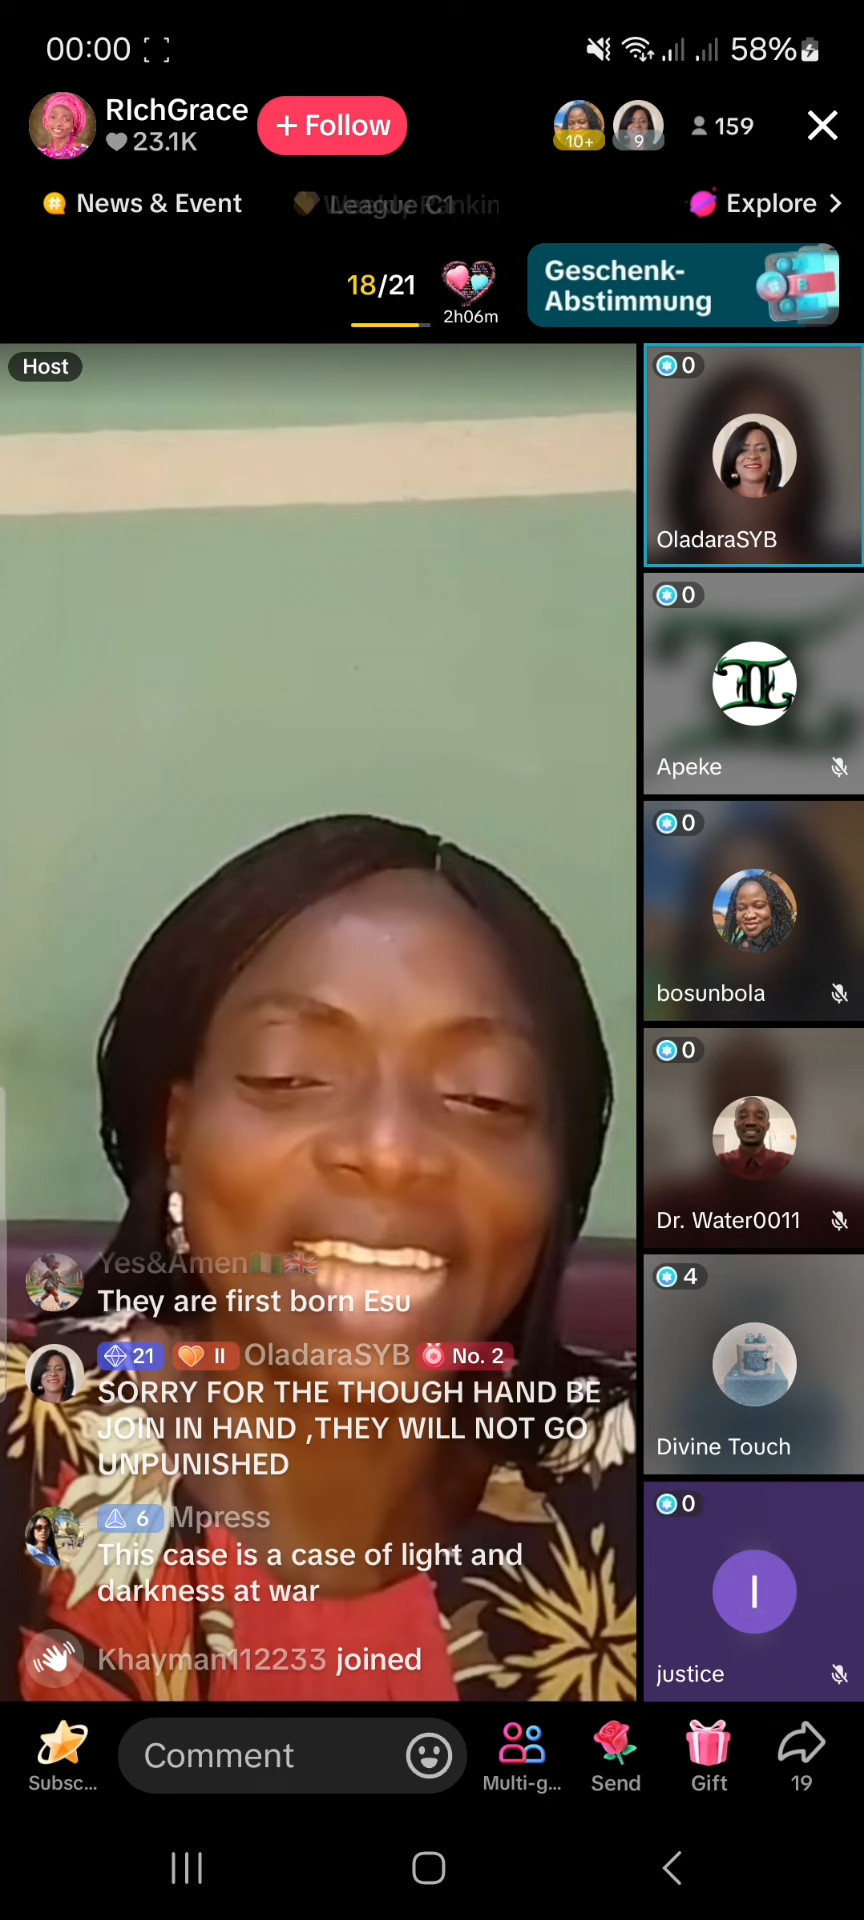 00:00
58%
RIchGrace
23.1K
+ Follow
10+
9
159
News & Event
League C1
Explore
18/21
2h06m
Geschenk-
Abstimmung
Host
0
OladaraSYB
0
Apeke
0
bosunbola
0
Dr. Water0011
4
Divine Touch
0
I
justice
Yes&Amen
They are first born Esu
21 II OladaraSYB No. 2
SORRY FOR THE THOUGH HAND BE
JOIN IN HAND ,THEY WILL NOT GO
UNPUNISHED
6 Mpress
This case is a case of light and
darkness at war
Khayman112233 joined
Subsc...
Comment
Multi-g...
Send
Gift
19